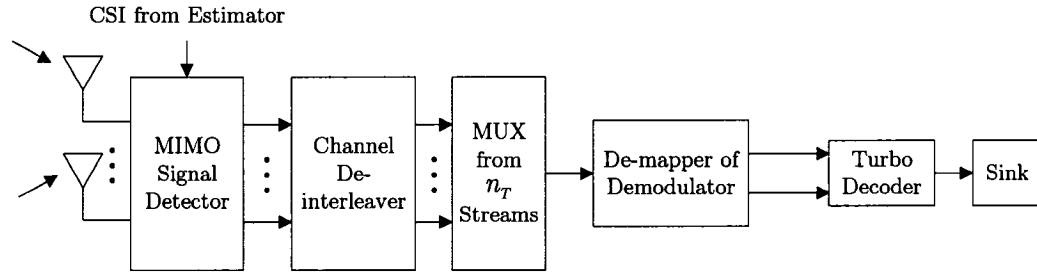 CSI from Estimator
MIMO
Signal
Detector
Channel
De-
interleaver
MUX
from
n_T
Streams
De-mapper of
Demodulator
Turbo
Decoder
Sink